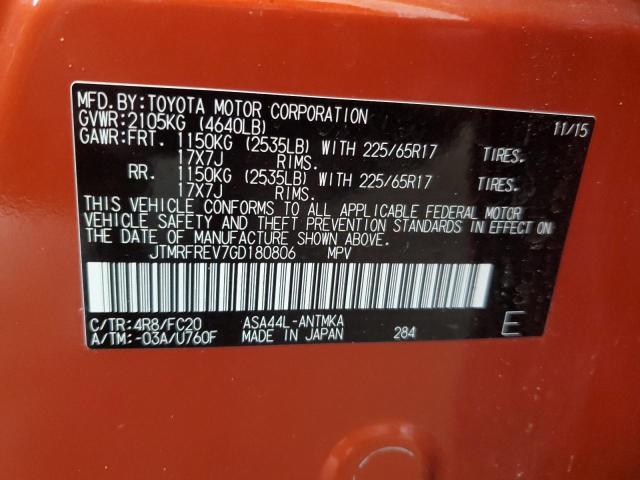 MFD.BY:TOYOTA MOTOR CORPORATION 11/15
GVWR:2105KG (4640LB)
GAWR:FRT. 1150KG (2535LB) WITH 225/65R17 TIRES.
17X7J RIMS.
RR. 1150KG (2535LB) WITH 225/65R17 TIRES.
17X7J RIMS.
THIS VEHICLE CONFORMS TO ALL APPLICABLE FEDERAL MOTOR
VEHICLE SAFETY AND THEFT PREVENTION STANDARDS IN EFFECT ON
THE DATE OF MANUFACTURE SHOWN ABOVE.
JTMRFREV7GD180806 MPV
C/TR:4R8/FC20 ASA44L-ANTMKA
A/TM:-03A/U760F MADE IN JAPAN 284 E